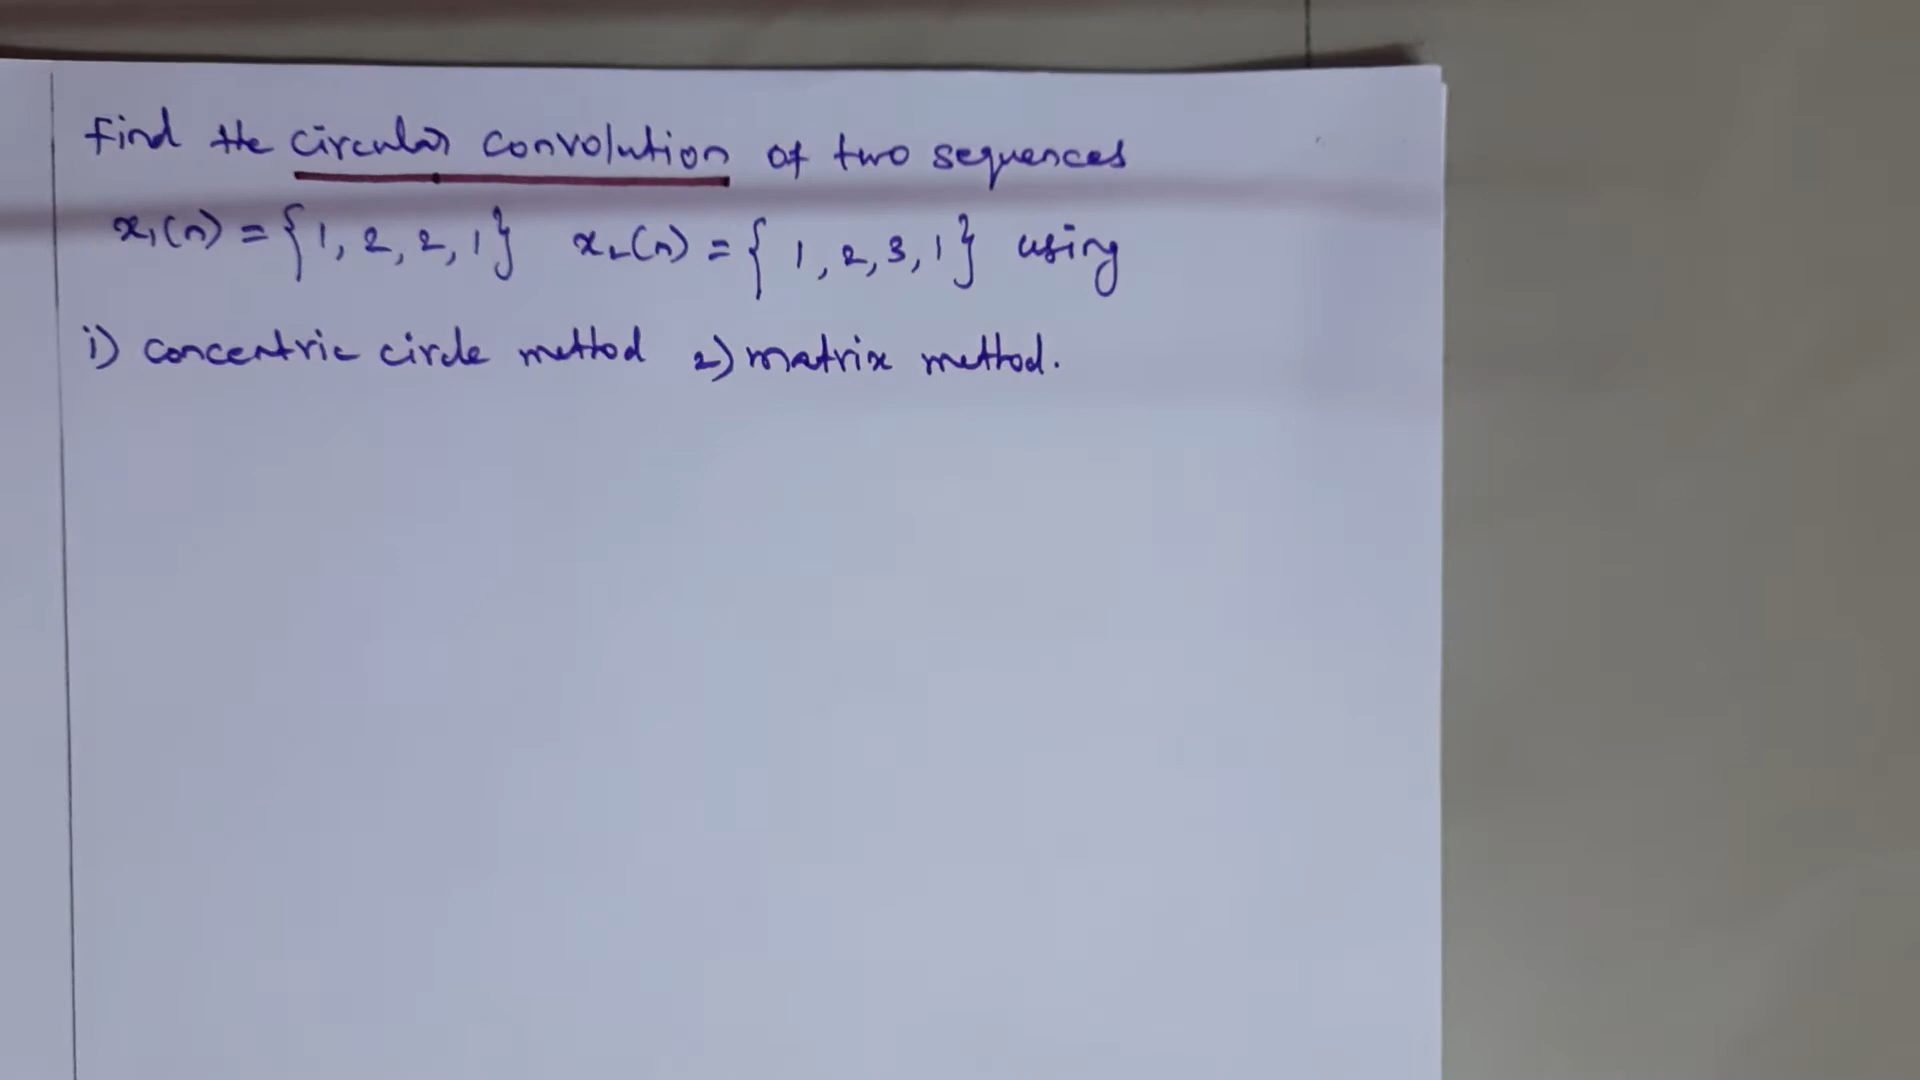 Find the circular convolution of two sequences
x₁(n) = {1, 2, 2, 1} x₂(n) = {1, 2, 3, 1} using
i) concentric circle method 2) matrix method.